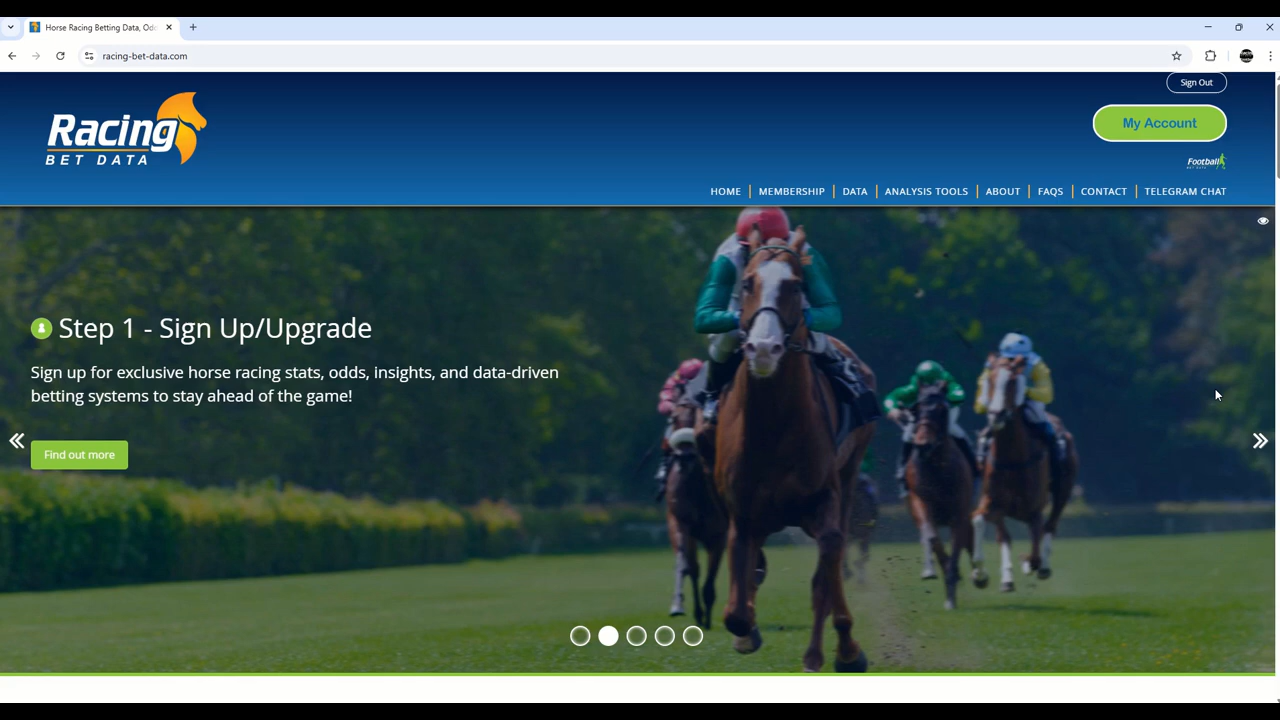 Horse Racing Betting Data, Od
racing-bet-data.com
Sign Out
Racing
BET DATA
My Account
Football
BET DATA
HOME
MEMBERSHIP
DATA
ANALYSIS TOOLS
ABOUT
FAQS
CONTACT
TELEGRAM CHAT
Step 1 - Sign Up/Upgrade
Sign up for exclusive horse racing stats, odds, insights, and data-driven
betting systems to stay ahead of the game!
Find out more